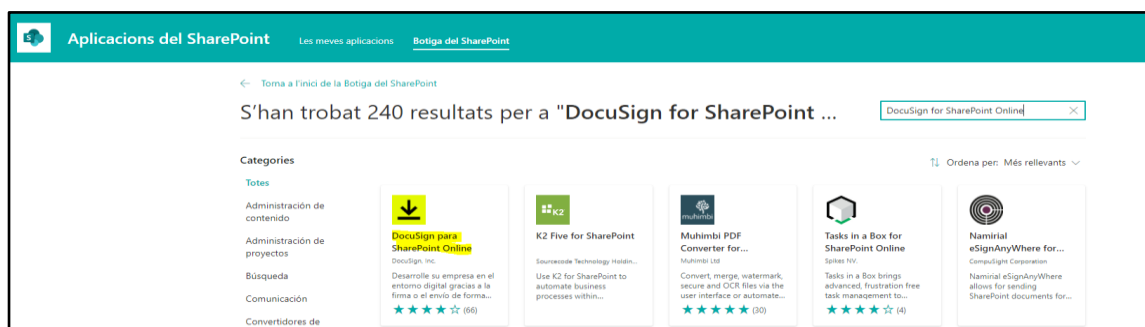 Aplicacions del SharePoint
Les meves aplicacions
Botiga del SharePoint
← Torna a l'inici de la Botiga del SharePoint
S'han trobat 240 resultats per a "DocuSign for SharePoint ...
DocuSign for SharePoint Online
Categories
Ordena per: Més rellevants
Totes
Administración de
contenido
Administración de
proyectos
Búsqueda
Comunicación
Convertidores de
DocuSign para
SharePoint Online
DocuSign, Inc.
Desarrolle su empresa en el
entorno digital gracias a la
firma o el envío de forma...
(66)
K2
K2 Five for SharePoint
Sourcecode Technology Holdin...
Use K2 for SharePoint to
automate business
processes within...
muhimbi
Muhimbi PDF
Converter for...
Muhimbi Ltd
Convert, merge, watermark,
secure and OCR files via the
user interface or automate...
(30)
Tasks in a Box for
SharePoint Online
Spikes NV.
Tasks in a Box brings
advanced, frustration free
task management to...
(4)
Namirial
eSignAnyWhere for...
CompuSight Corporation
Namirial eSignAnyWhere
allows for sending
SharePoint documents for...